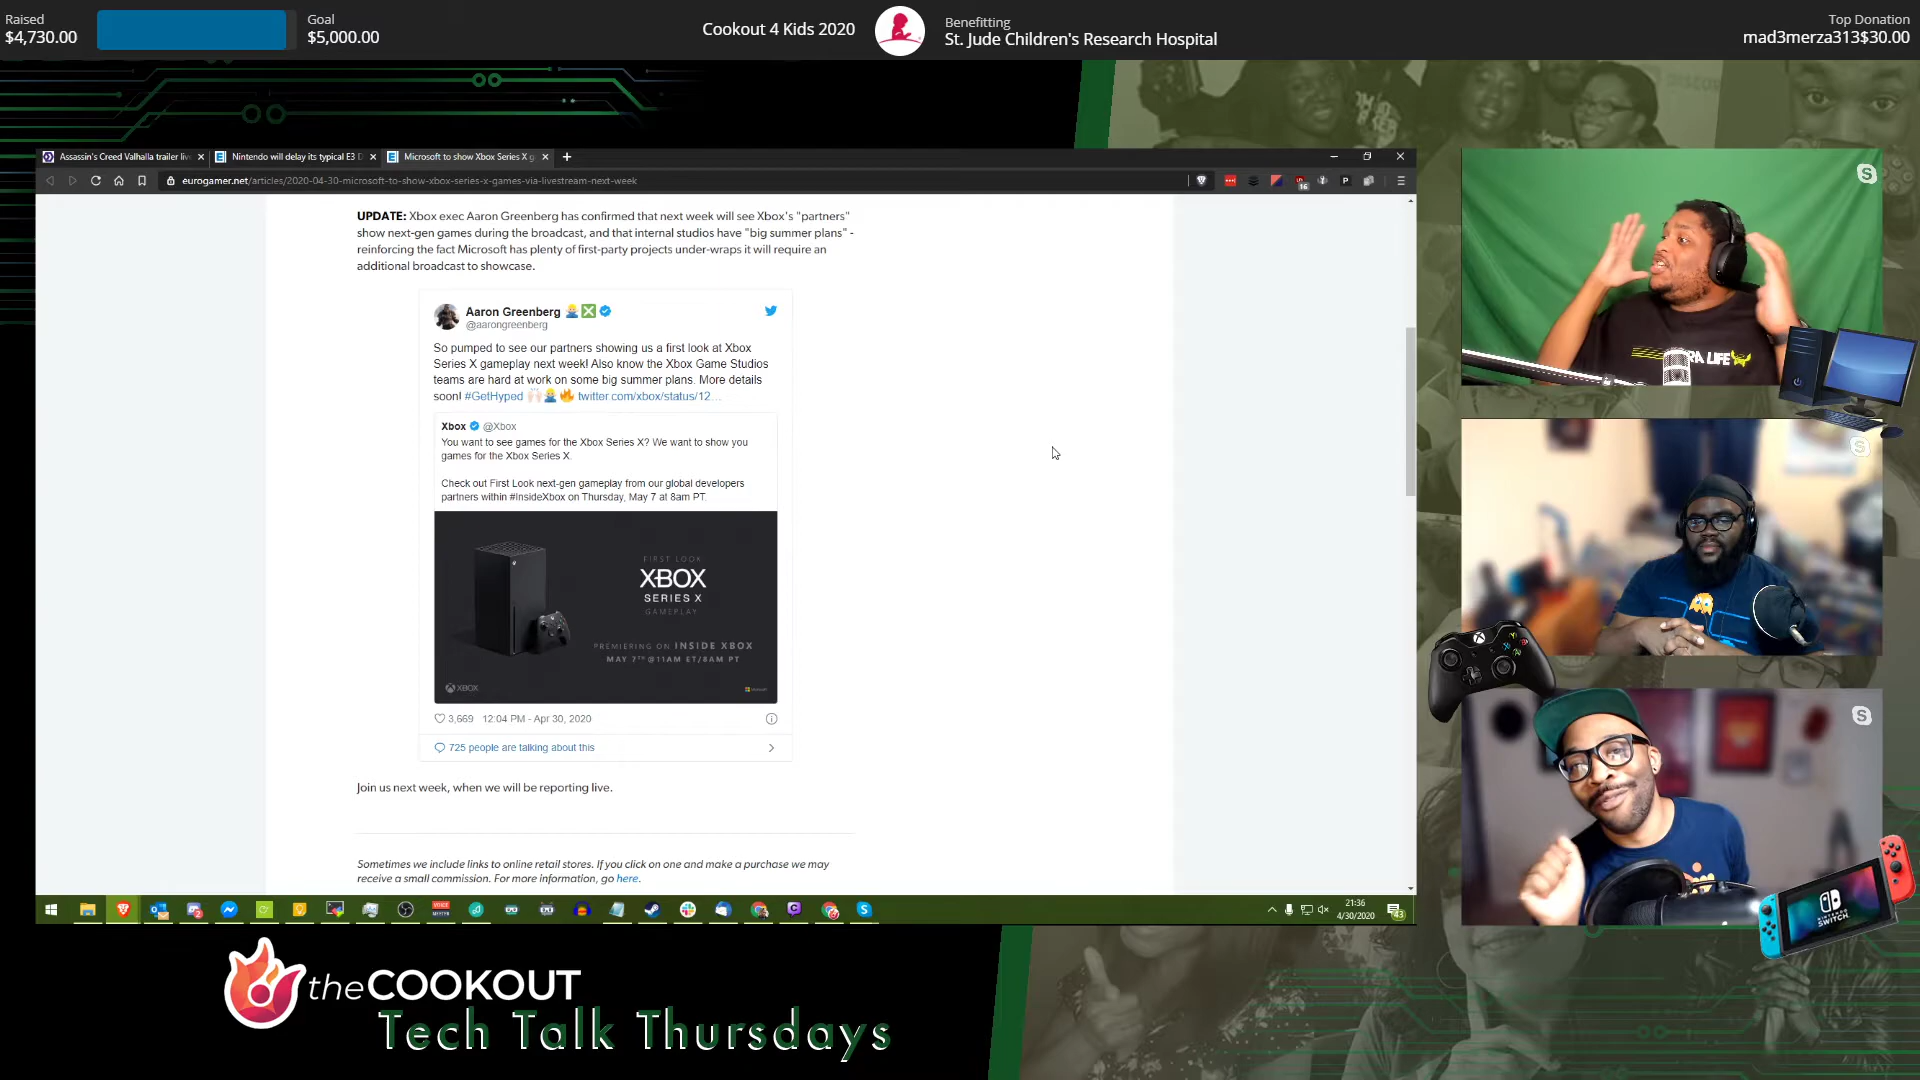 Raised
$4,730.00
Goal
$5,000.00
Cookout 4 Kids 2020
Benefitting
St. Jude Children's Research Hospital
Top Donation
mad3merza313$30.00
Assassin's Creed Valhalla trailer liv
Nintendo will delay its typical E3 D
Microsoft to show Xbox Series X g
eurogamer.net/articles/2020-04-30-microsoft-to-show-xbox-series-x-games-via-livestream-next-week
UPDATE: Xbox exec Aaron Greenberg has confirmed that next week will see Xbox's "partners"
show next-gen games during the broadcast, and that internal studios have "big summer plans" -
reinforcing the fact Microsoft has plenty of first-party projects under-wraps it will require an
additional broadcast to showcase.
Aaron Greenberg
@aarongreenberg
So pumped to see our partners showing us a first look at Xbox
Series X gameplay next week! Also know the Xbox Game Studios
teams are hard at work on some big summer plans. More details
soon! #GetHyped twitter.com/xbox/status/12…
Xbox @Xbox
You want to see games for the Xbox Series X? We want to show you
games for the Xbox Series X.
Check out First Look next-gen gameplay from our global developers
partners within #InsideXbox on Thursday, May 7 at 8am PT.
FIRST LOOK
XBOX
SERIES X
GAMEPLAY
PREMIERING ON INSIDE XBOX
MAY 7TH @11AM ET/8AM PT
XBOX
Microsoft
3,669 12:04 PM - Apr 30, 2020
725 people are talking about this
Join us next week, when we will be reporting live.
Sometimes we include links to online retail stores. If you click on one and make a purchase we may
receive a small commission. For more information, go here.
21:36
4/30/2020
43
RA LIFE
NINTENDO
SWITCH
theCOOKOUT
Tech Talk Thursdays